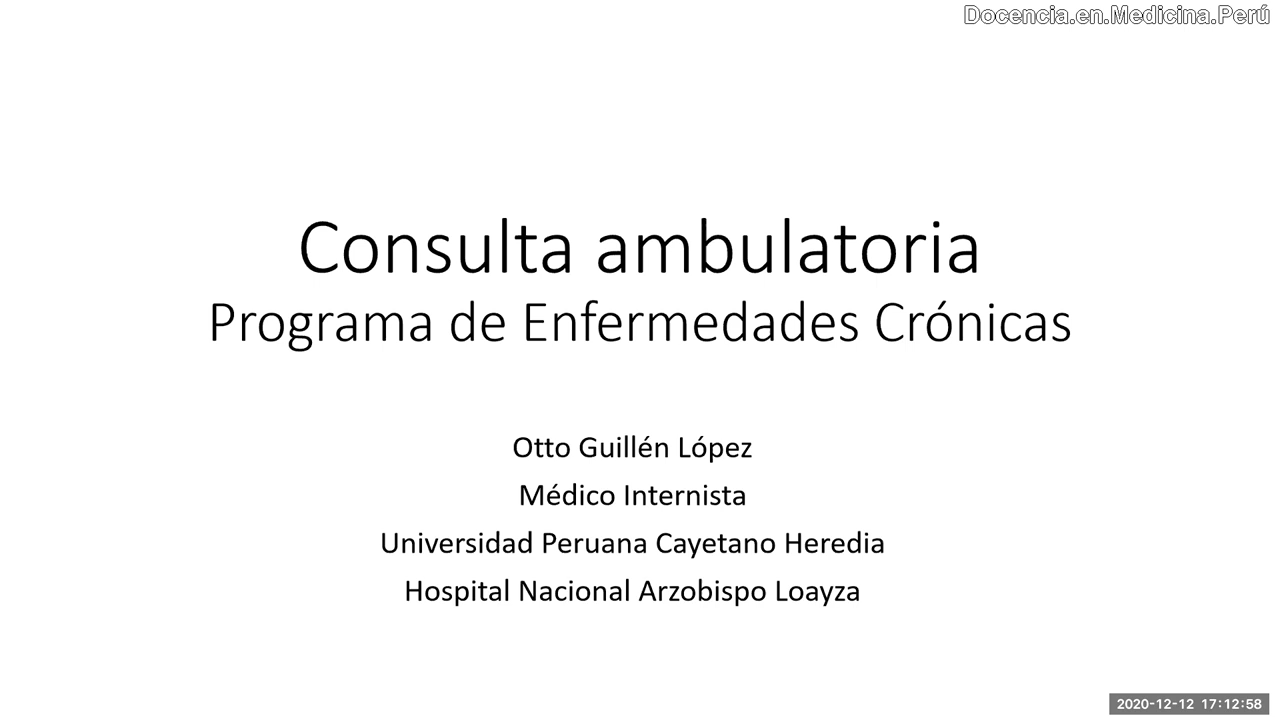 Docencia.en.Medicina.Perú
Consulta ambulatoria
Programa de Enfermedades Crónicas
Otto Guillén López
Médico Internista
Universidad Peruana Cayetano Heredia
Hospital Nacional Arzobispo Loayza
2020-12-12 17:12:58